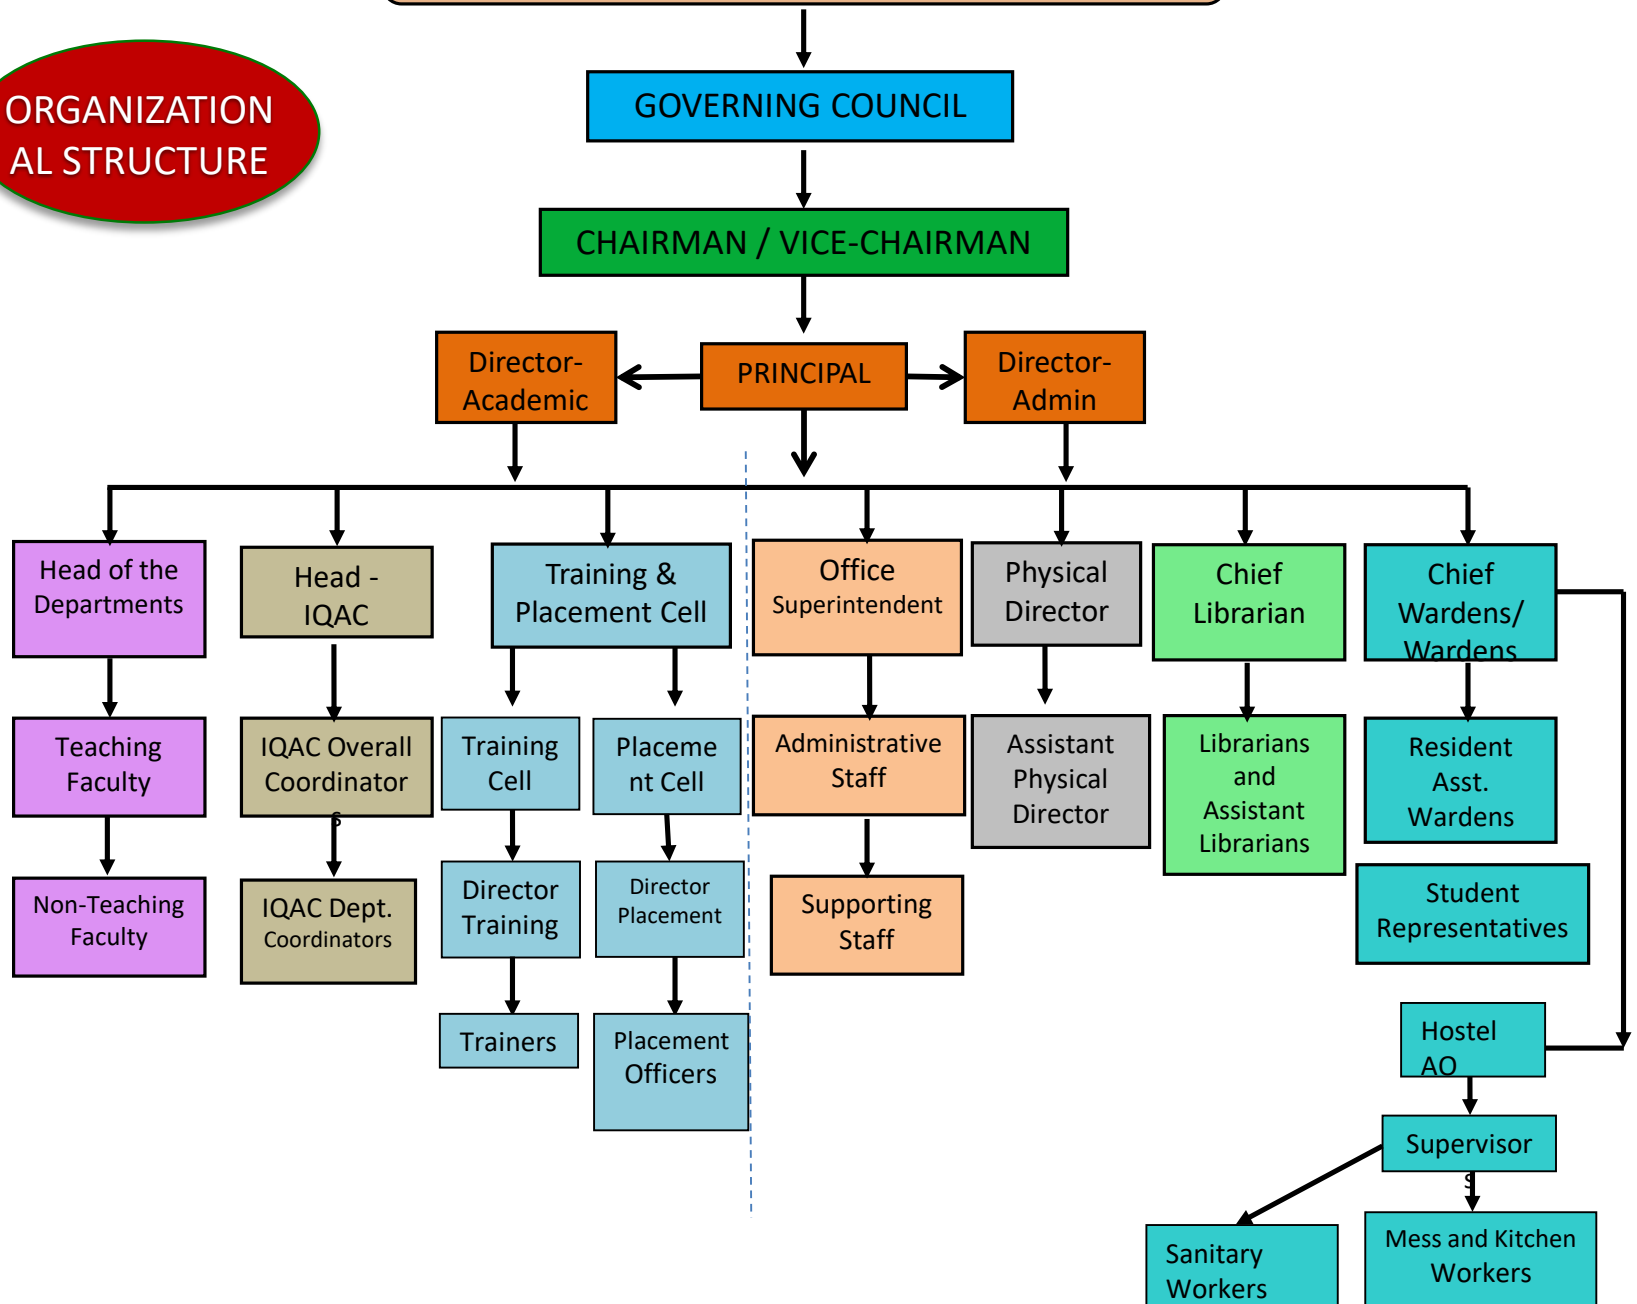 ORGANIZATION
AL STRUCTURE
GOVERNING COUNCIL
CHAIRMAN / VICE-CHAIRMAN
Director-
Academic
PRINCIPAL
Director-
Admin
Head of the
Departments
Head -
IQAC
Training &
Placement Cell
Office
Superintendent
Physical
Director
Chief
Librarian
Chief
Wardens/
Wardens
Teaching
Faculty
IQAC Overall
Coordinator
s
Training
Cell
Placeme
nt Cell
Administrative
Staff
Assistant
Physical
Director
Librarians
and
Assistant
Librarians
Resident
Asst.
Wardens
Non-Teaching
Faculty
IQAC Dept.
Coordinators
Director
Training
Director
Placement
Supporting
Staff
Student
Representatives
Trainers
Placement
Officers
Hostel
AO
Supervisor
s
Sanitary
Workers
Mess and Kitchen
Workers